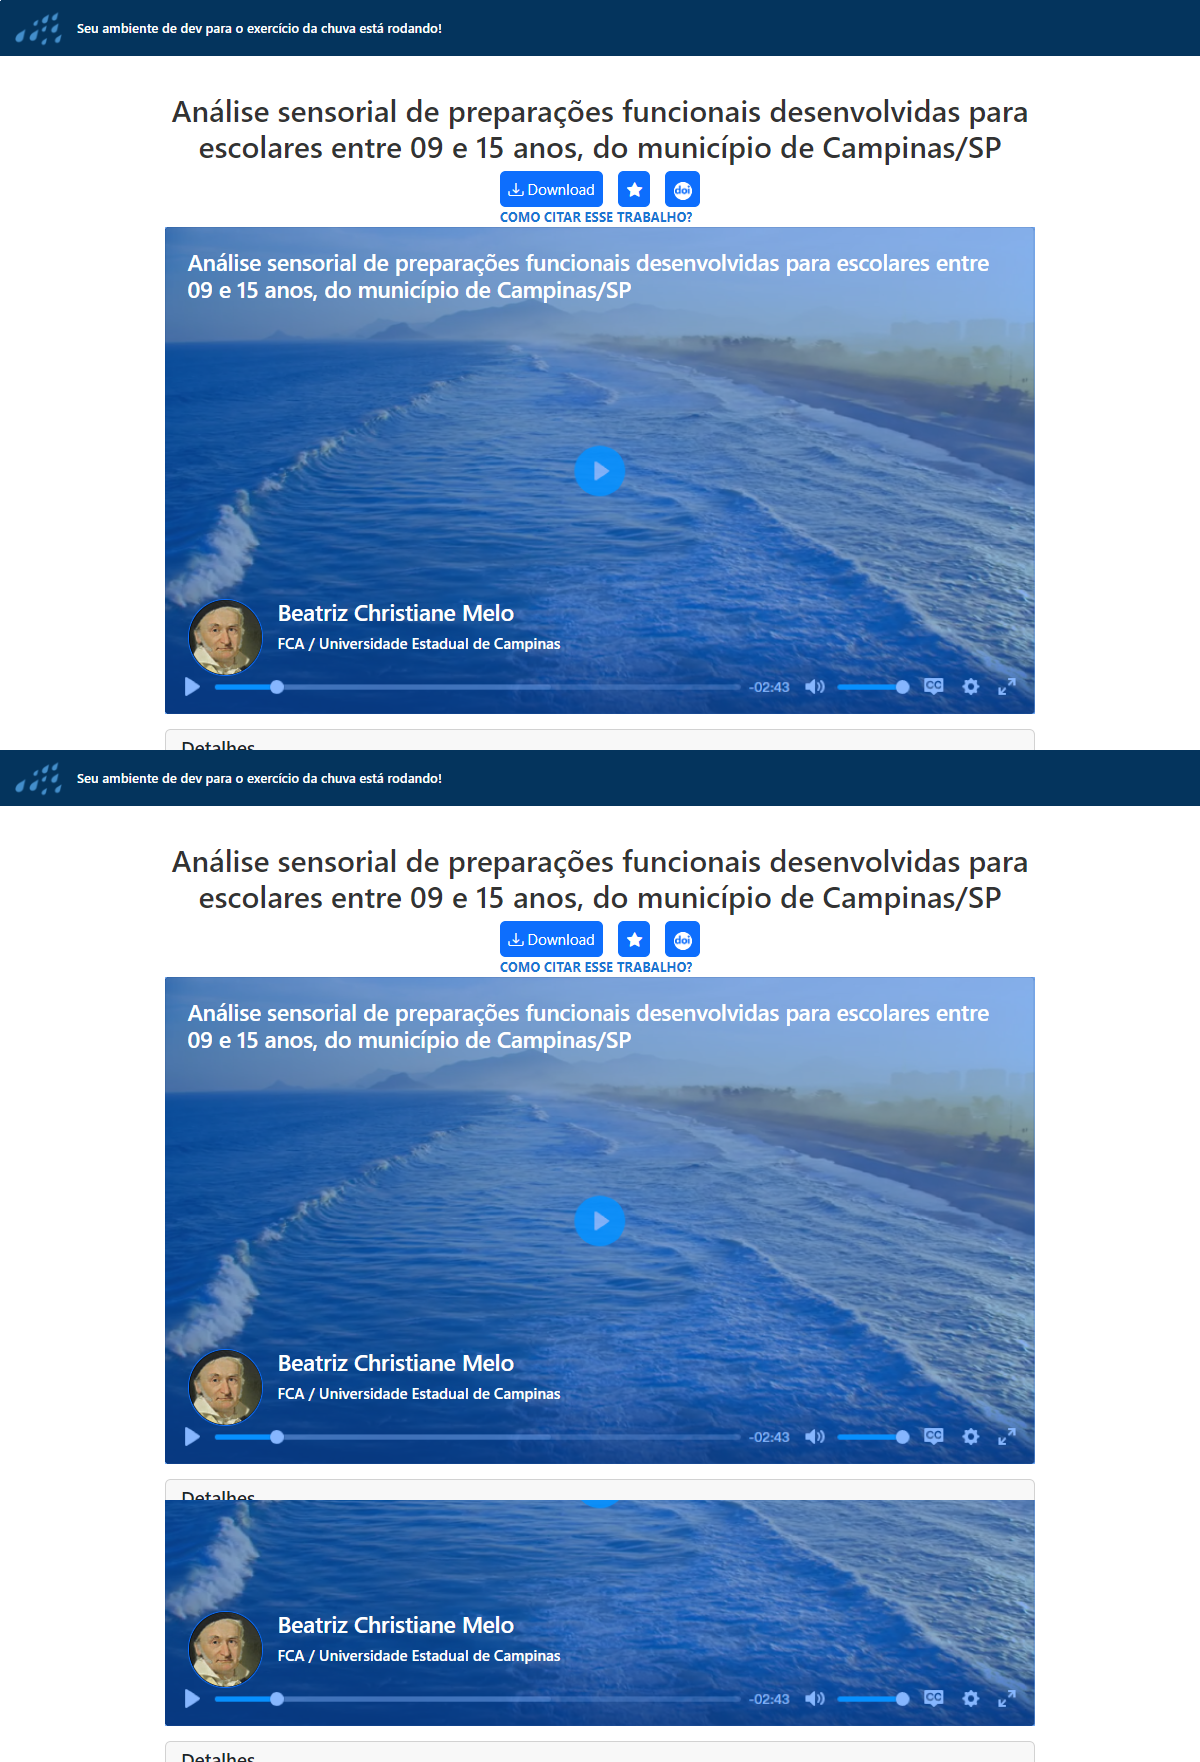 Seu ambiente de dev para o exercício da chuva está rodando!
Análise sensorial de preparações funcionais desenvolvidas para
escolares entre 09 e 15 anos, do município de Campinas/SP
Download
doi
COMO CITAR ESSE TRABALHO?
Análise sensorial de preparações funcionais desenvolvidas para escolares entre
09 e 15 anos, do município de Campinas/SP
Beatriz Christiane Melo
FCA / Universidade Estadual de Campinas
-02:43
CC
Detalhes
Seu ambiente de dev para o exercício da chuva está rodando!
Análise sensorial de preparações funcionais desenvolvidas para
escolares entre 09 e 15 anos, do município de Campinas/SP
Download
doi
COMO CITAR ESSE TRABALHO?
Análise sensorial de preparações funcionais desenvolvidas para escolares entre
09 e 15 anos, do município de Campinas/SP
Beatriz Christiane Melo
FCA / Universidade Estadual de Campinas
-02:43
CC
Detalhes
Beatriz Christiane Melo
FCA / Universidade Estadual de Campinas
-02:43
CC
Detalhes